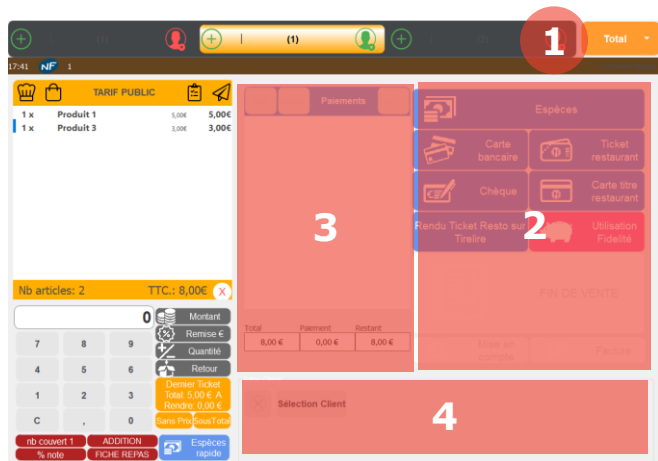 (1)
1
Total
17:41 NF 1
TARIF PUBLIC
1 x Produit 1 5,00€ 5,00€
1 x Produit 3 3,00€ 3,00€
Nb articles: 2 TTC.: 8,00€ X
0
Montant
Remise €
Quantité
Retour
7 8 9
4 5 6
1 2 3
C , 0
Dernier Ticket
Total: 5,00 € A
Rendre: 0,00 €
Sans Prix
SousTotal
nb couvert 1
ADDITION
% note
FICHE REPAS
Espèces
rapide
Paiements
3
Total Paiement Restant
8,00 € 0,00 € 8,00 €
Espèces
Carte
bancaire
Ticket
restaurant
Chèque
Carte titre
restaurant
Rendu Ticket Resto sur
Tirelire
2
Utilisation
Fidelité
FIN DE VENTE
Mise en
compte
Facture
Sélection Client
4